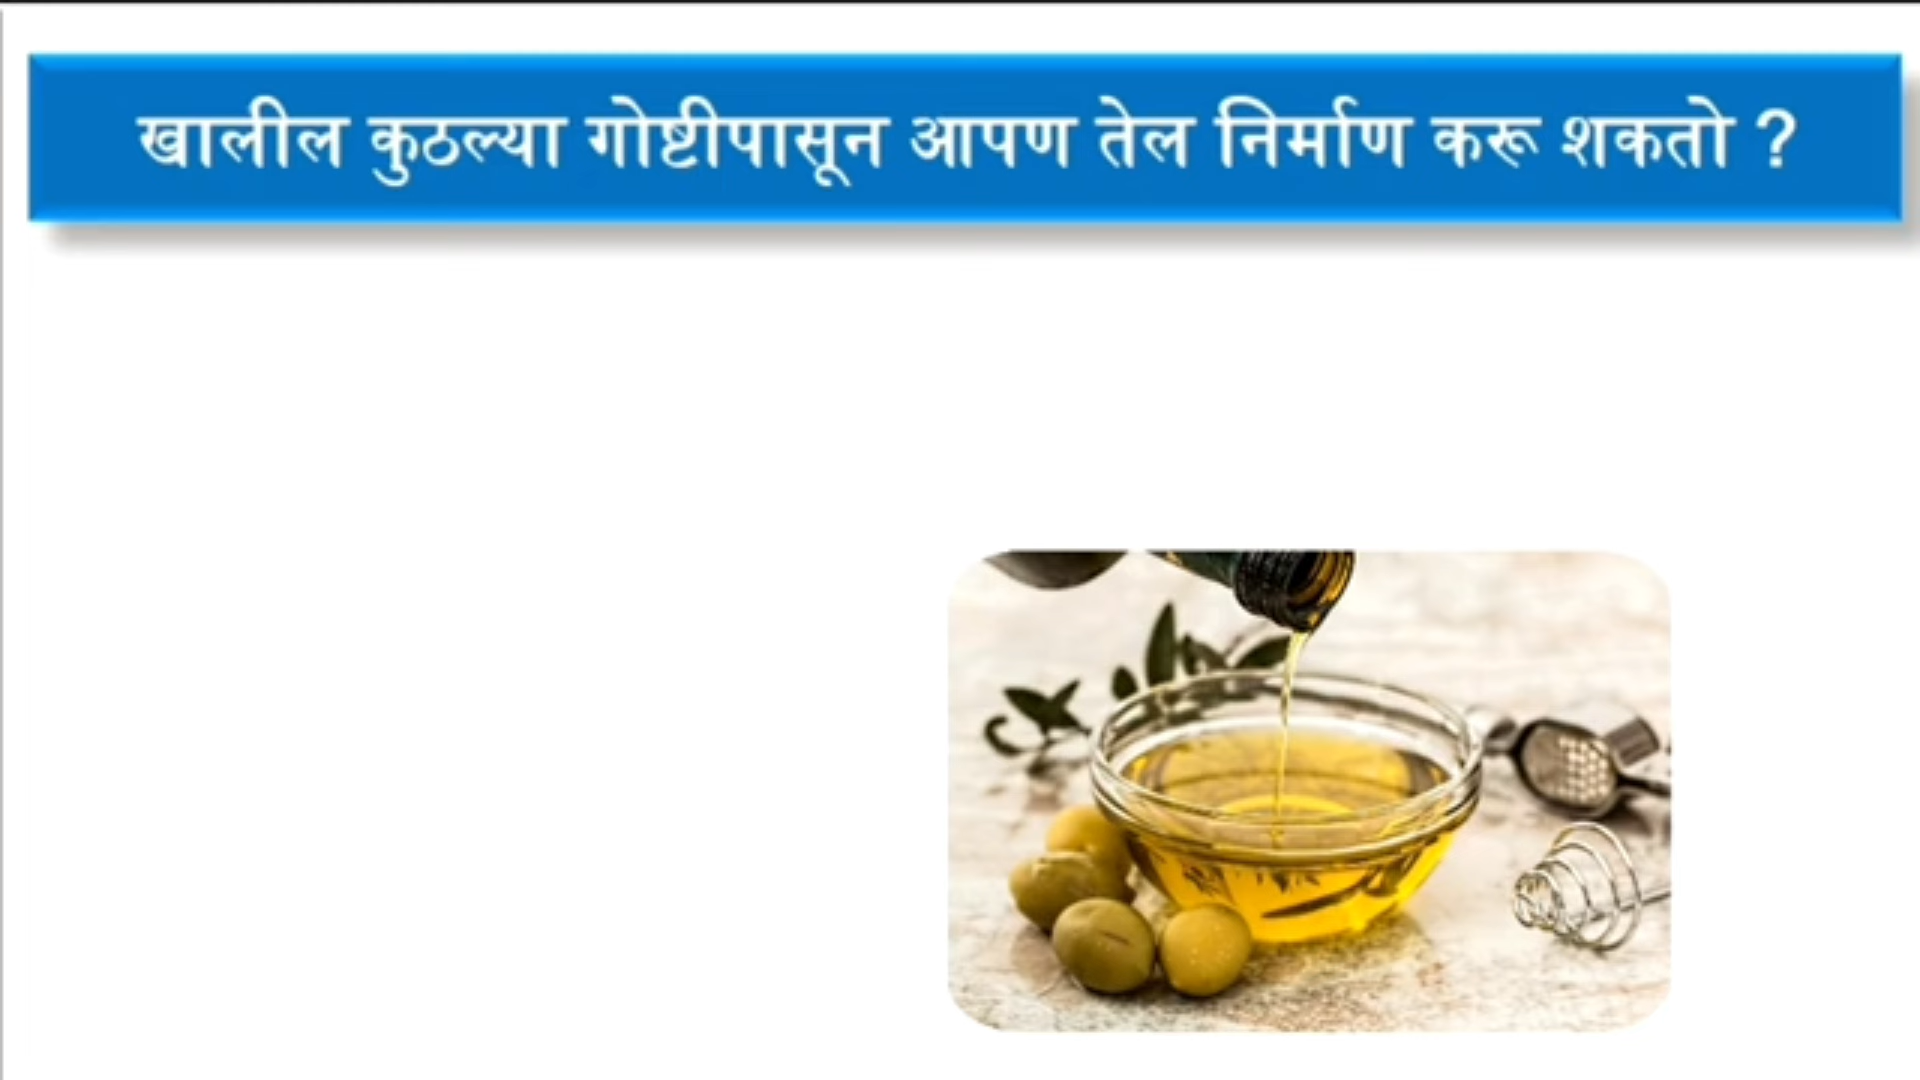 खालील कुठल्या गोष्टीपासून आपण तेल निर्माण करू शकतो ?